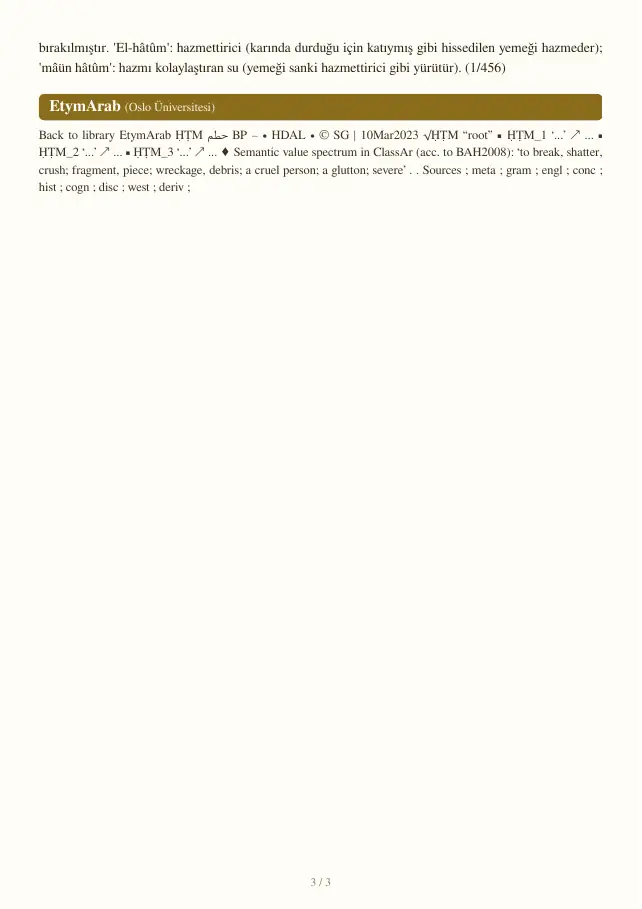 bırakılmıştır. 'El-hâtûm': hazmettirici (karında durduğu için katıymış gibi hissedilen yemeği hazmeder);
'mâün hâtûm': hazmı kolaylaştıran su (yemeği sanki hazmettirici gibi yürütür). (1/456)
EtymArab (Oslo Üniversitesi)
Back to library EtymArab ḤṬM حطم BP – • HDAL • © SG | 10Mar2023 √ḤṬM “root” ▪ ḤṬM_1 ‘...’ ↗ ... ▪
ḤṬM_2 ‘...’ ↗ ... ▪ ḤṬM_3 ‘...’ ↗ ... ♦ Semantic value spectrum in ClassAr (acc. to BAH2008): ‘to break, shatter,
crush; fragment, piece; wreckage, debris; a cruel person; a glutton; severe’ . . Sources ; meta ; gram ; engl ; conc ;
hist ; cogn ; disc ; west ; deriv ;
3 / 3